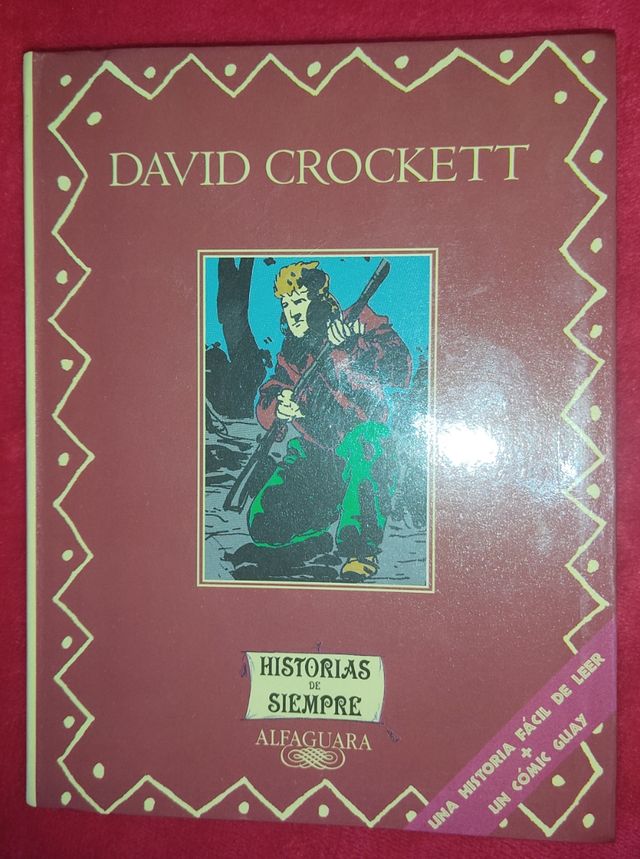 DAVID CROCKETT
HISTORIAS
DE
SIEMPRE
ALFAGUARA
UNA HISTORIA FÁCIL DE LEER
+
UN CÓMIC GUAY